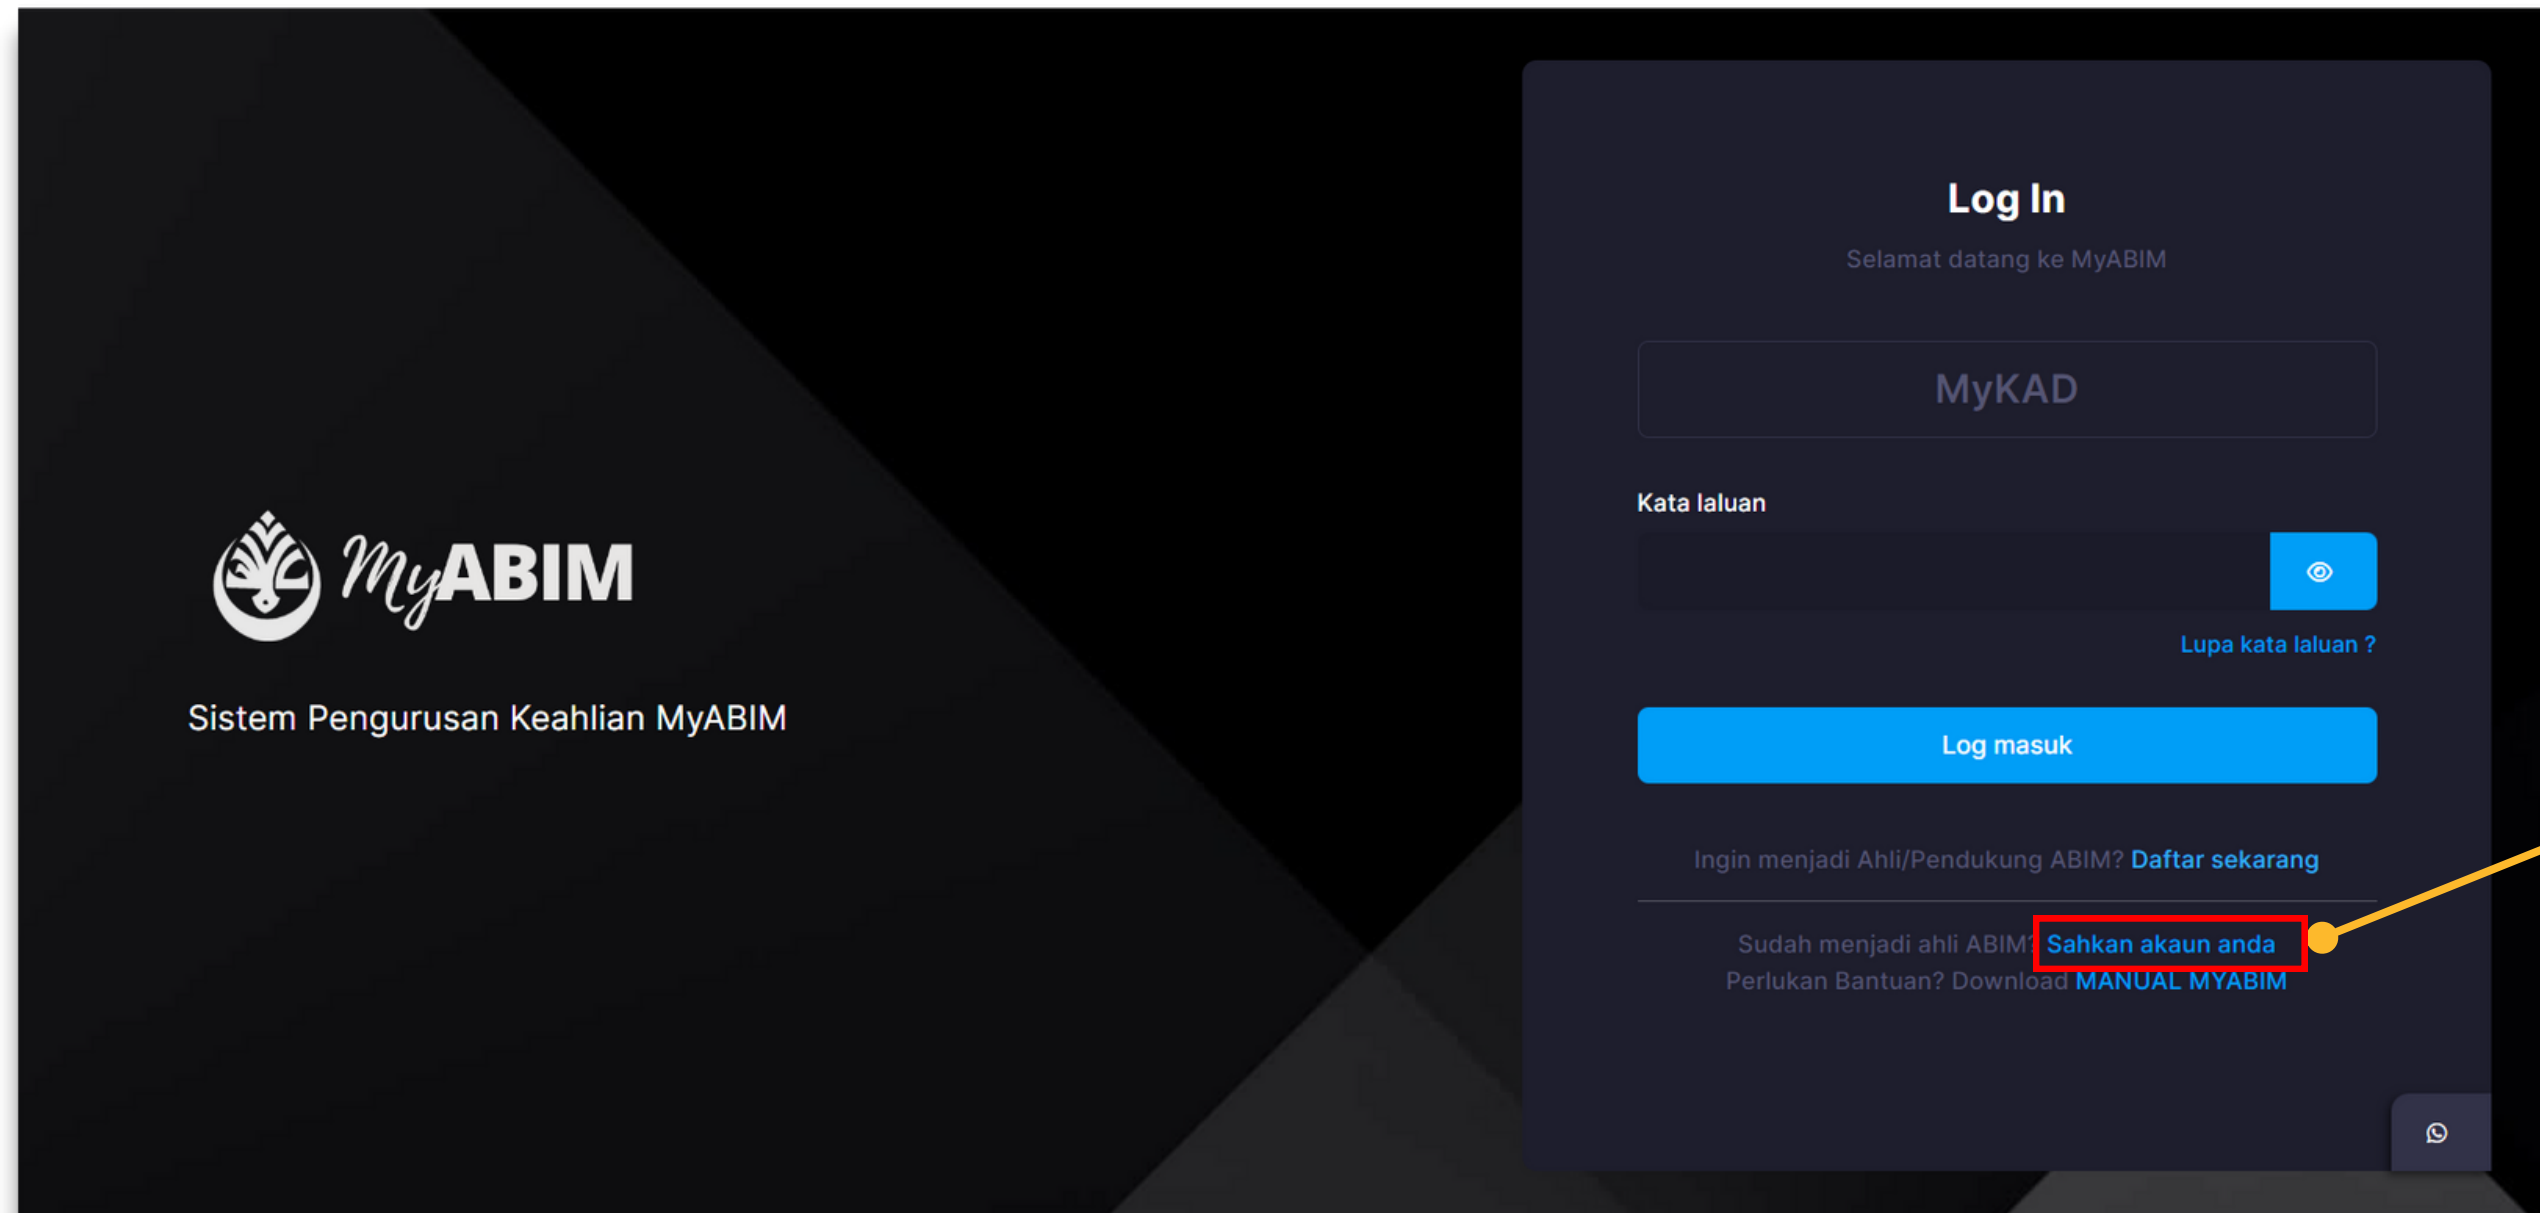 MyABIM
Sistem Pengurusan Keahlian MyABIM
Log In
Selamat datang ke MyABIM
MyKAD
Kata laluan
Lupa kata laluan ?
Log masuk
Ingin menjadi Ahli/Pendukung ABIM? Daftar sekarang
Sudah menjadi ahli ABIM? Sahkan akaun anda
Perlukan Bantuan? Download MANUAL MYABIM